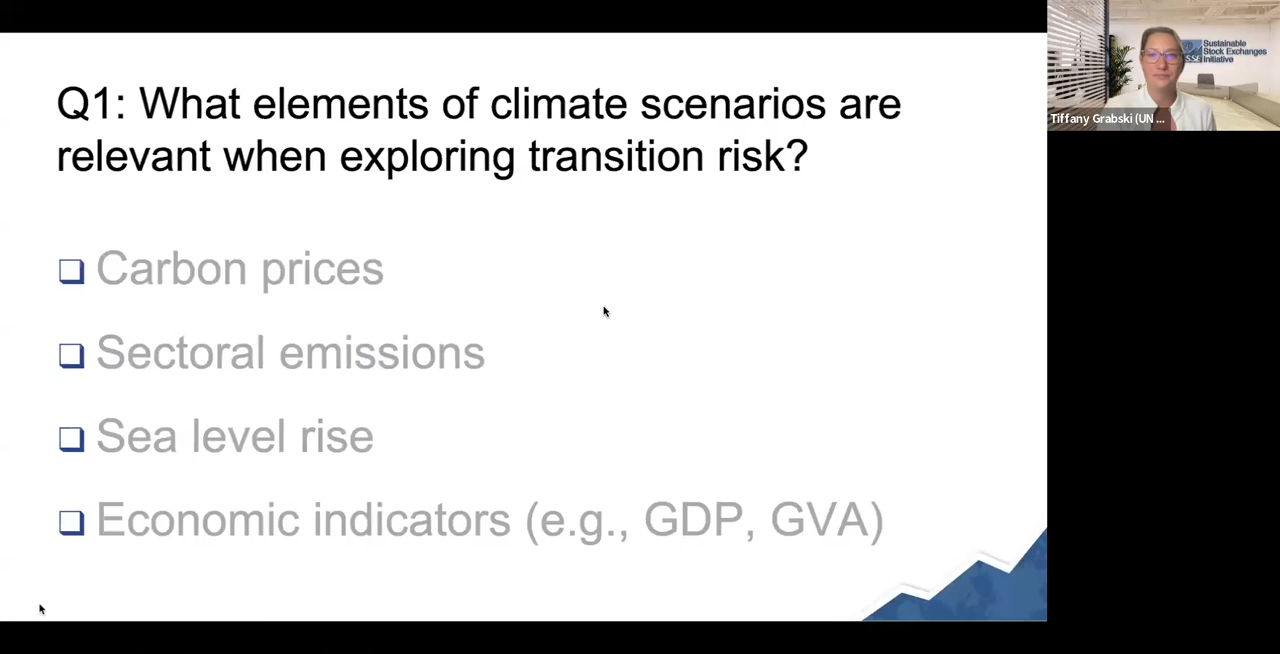 Q1: What elements of climate scenarios are
relevant when exploring transition risk?
Carbon prices
Sectoral emissions
Sea level rise
Economic indicators (e.g., GDP, GVA)
Sustainable
Stock Exchanges
Initiative
SSE
Tiffany Grabski (UN ...